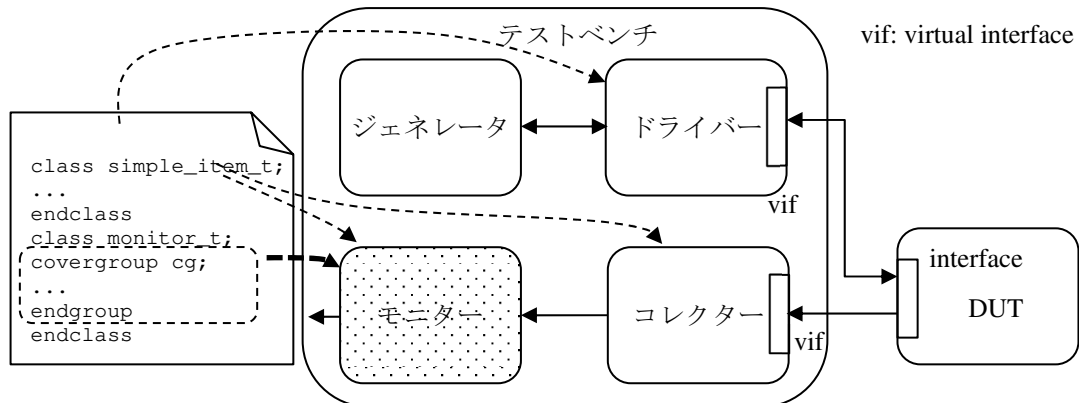 テストベンチ
vif: virtual interface
ジェネレータ
ドライバー
vif
class simple_item_t;
...
endclass
class monitor_t;
covergroup cg;
...
endgroup
endclass
モニター
コレクター
vif
interface
DUT